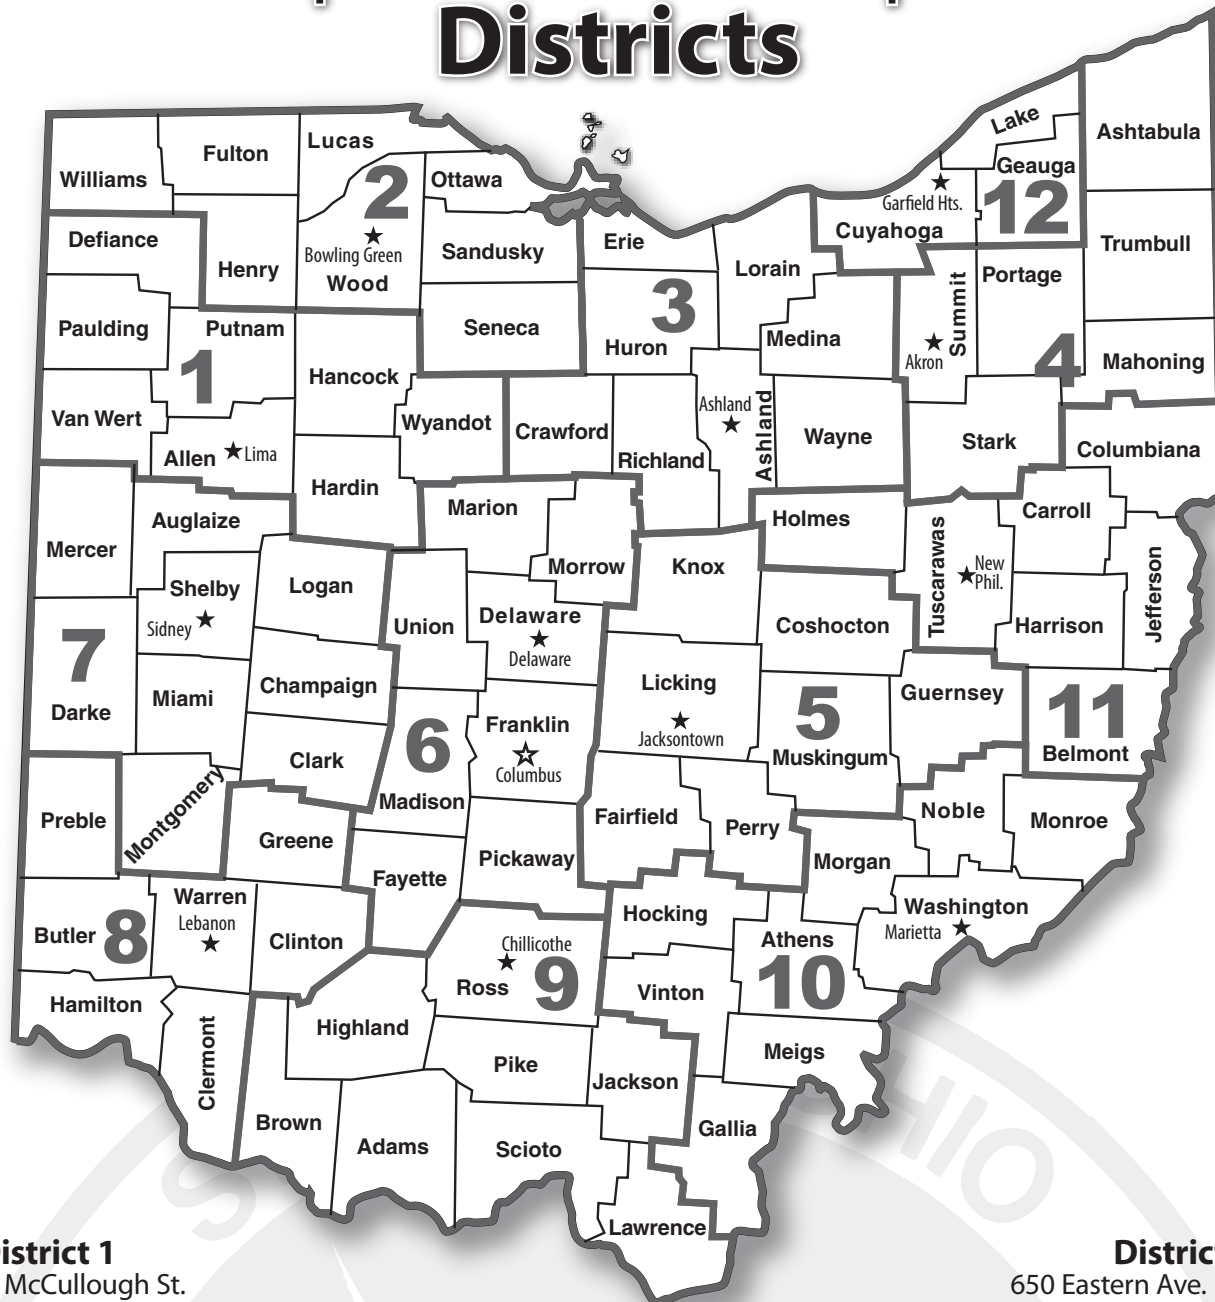 Districts
Lake
Ashtabula
Lucas
Fulton
Geauga
Williams
2
Ottawa
12
Garfield Hts.
Cuyahoga
Defiance
Erie
Trumbull
Bowling Green
Sandusky
Henry
Wood
Lorain
Summit
Portage
Paulding
Putnam
Seneca
3
Huron
Medina
Akron
4
Mahoning
1
Hancock
Van Wert
Wyandot
Crawford
Ashland
Ashland
Wayne
Stark
Columbiana
Allen
Lima
Richland
Hardin
Marion
Holmes
Carroll
Auglaize
Mercer
Morrow
Knox
Tuscarawas
New
Phil.
Jefferson
Shelby
Logan
Sidney
Union
Delaware
Delaware
Coshocton
Harrison
7
Darke
Miami
Champaign
Licking
Jacksontown
5
Muskingum
Guernsey
11
Belmont
6
Franklin
Columbus
Clark
Madison
Preble
Montgomery
Greene
Fairfield
Perry
Noble
Monroe
Pickaway
Morgan
Fayette
Warren
Lebanon
Butler
8
Clinton
Hocking
Washington
Marietta
Athens
10
Chillicothe
Ross
9
Hamilton
Vinton
Highland
Clermont
Pike
Jackson
Meigs
Brown
Adams
Scioto
Gallia
Lawrence
HIO
S
istrict 1
McCullough St.
Distric
650 Eastern Ave.